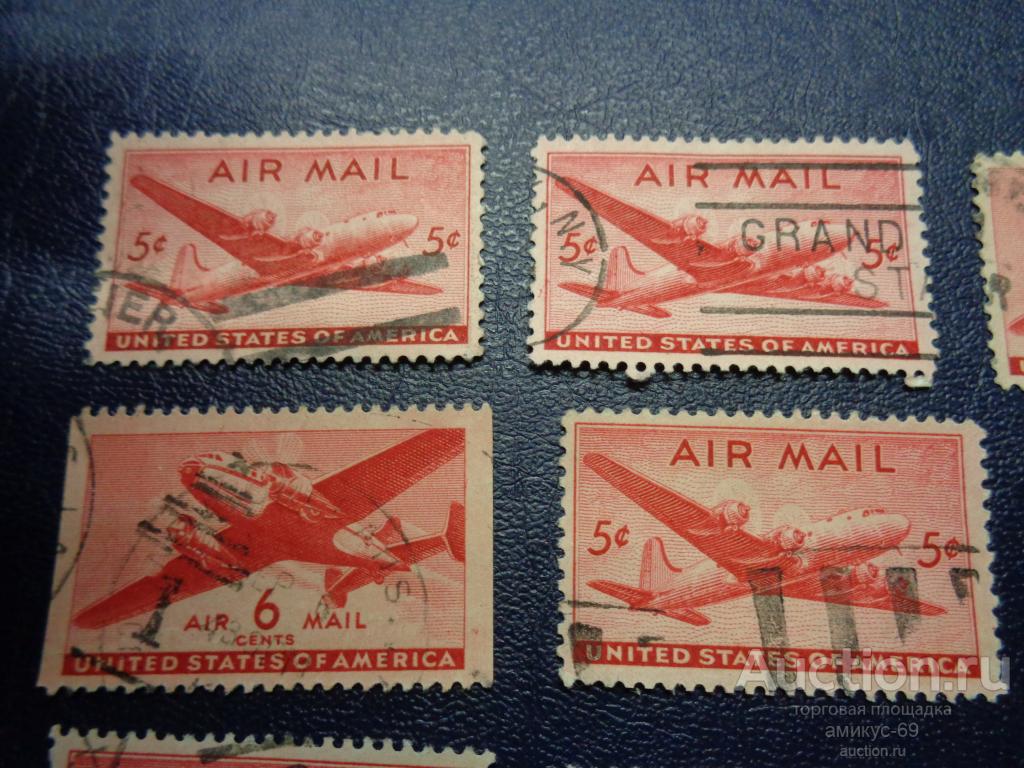 AIR MAIL
5¢ 5¢
UNITED STATES OF AMERICA
AIR MAIL
N.Y.
GRAND
5¢ 5¢
STA
UNITED STATES OF AMERICA
AIR 6 MAIL
CENTS
UNITED STATES OF AMERICA
AIR MAIL
5¢ 5¢
UNITED STATES OF AMERICA
Auction.ru
торговая площадка
амикус-69
auction.ru